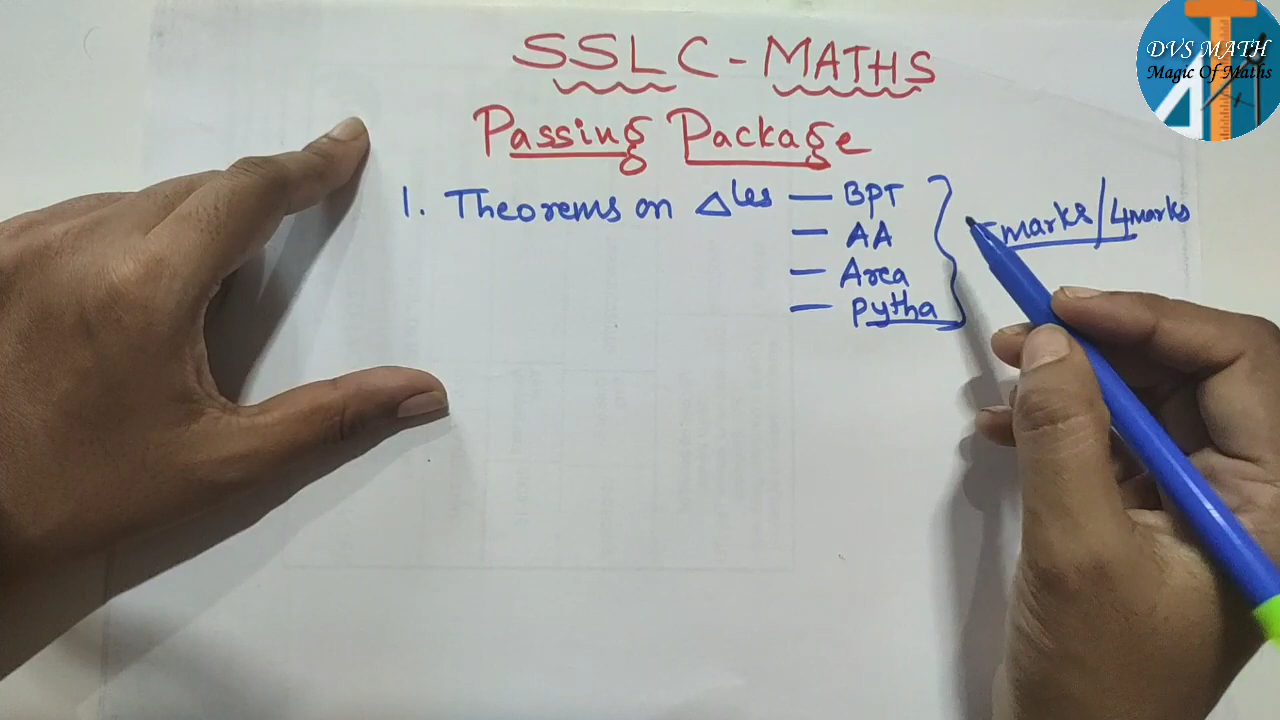 SSLC - MATHS
Passing Package
1. Theorems on △les — BPT
— AA
— Area
— Pytha
marks/4marks
DVS MATH
Magic Of Maths